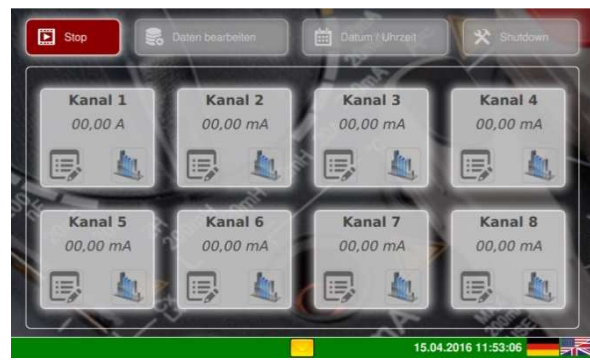 Stop
Daten bearbeiten
Datum / Uhrzeit
Shutdown
Kanal 1
00,00 A
Kanal 2
00,00 mA
Kanal 3
00,00 mA
Kanal 4
00,00 mA
Kanal 5
00,00 mA
Kanal 6
00,00 mA
Kanal 7
00,00 mA
Kanal 8
00,00 mA
15.04.2016 11:53:06